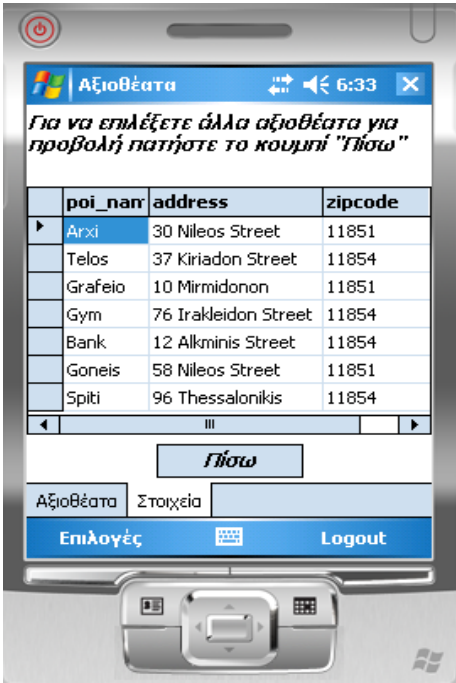 Αξιοθέατα 6:33
Για να επιλέξετε άλλα αξιοθέατα για
προβολή πατήστε το κουμπί "Πίσω"
poi_nam address zipcode
Arxi 30 Nileos Street 11851
Telos 37 Kiriadon Street 11854
Grafeio 10 Mirmidonon 11851
Gym 76 Irakleidon Street 11854
Bank 12 Alkminis Street 11854
Goneis 58 Nileos Street 11851
Spiti 96 Thessalonikis 11854
Πίσω
Αξιοθέατα Στοιχεία
Επιλογές Logout